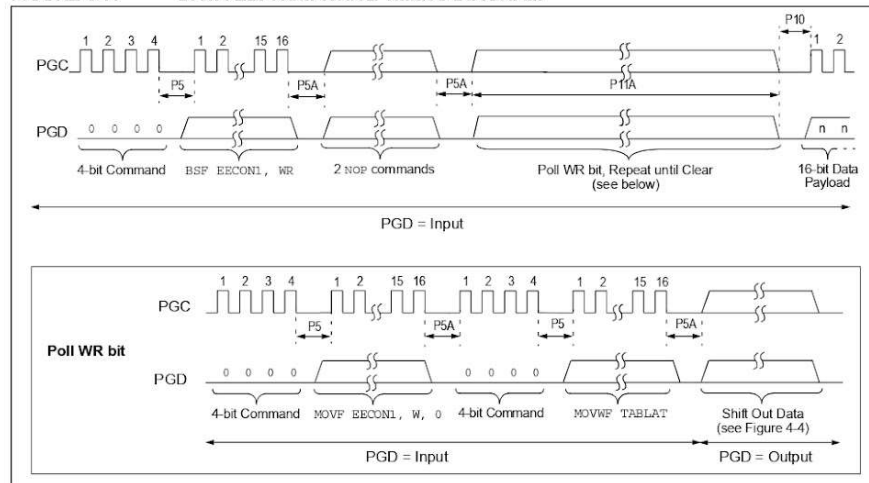 P10
1 2 3 4 1 2 15 16 1 2
PGC
P5 P5A P5A P11A
PGD 0 0 0 0 n n
4-bit Command BSF EECON1, WR 2 NOP commands Poll WR bit, Repeat until Clear 16-bit Data
(see below) Payload
PGD = Input
1 2 3 4 1 2 15 16 1 2 3 4 1 2 15 16
PGC
P5 P5A P5 P5A
Poll WR bit
PGD 0 0 0 0 0 0 0 0
4-bit Command MOVF EECON1, W, 0 4-bit Command MOVWF TABLAT Shift Out Data
(see Figure 4-4)
PGD = Input PGD = Output